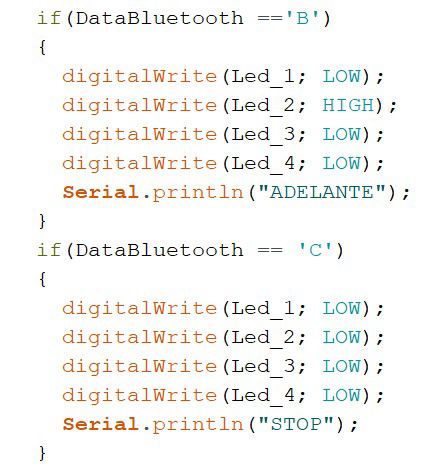 if(DataBluetooth =='B')
{
digitalWrite(Led_1; LOW);
digitalWrite(Led_2; HIGH);
digitalWrite(Led_3; LOW);
digitalWrite(Led_4; LOW);
Serial.println("ADELANTE");
}
if(DataBluetooth == 'C')
{
digitalWrite(Led_1; LOW);
digitalWrite(Led_2; LOW);
digitalWrite(Led_3; LOW);
digitalWrite(Led_4; LOW);
Serial.println("STOP");
}